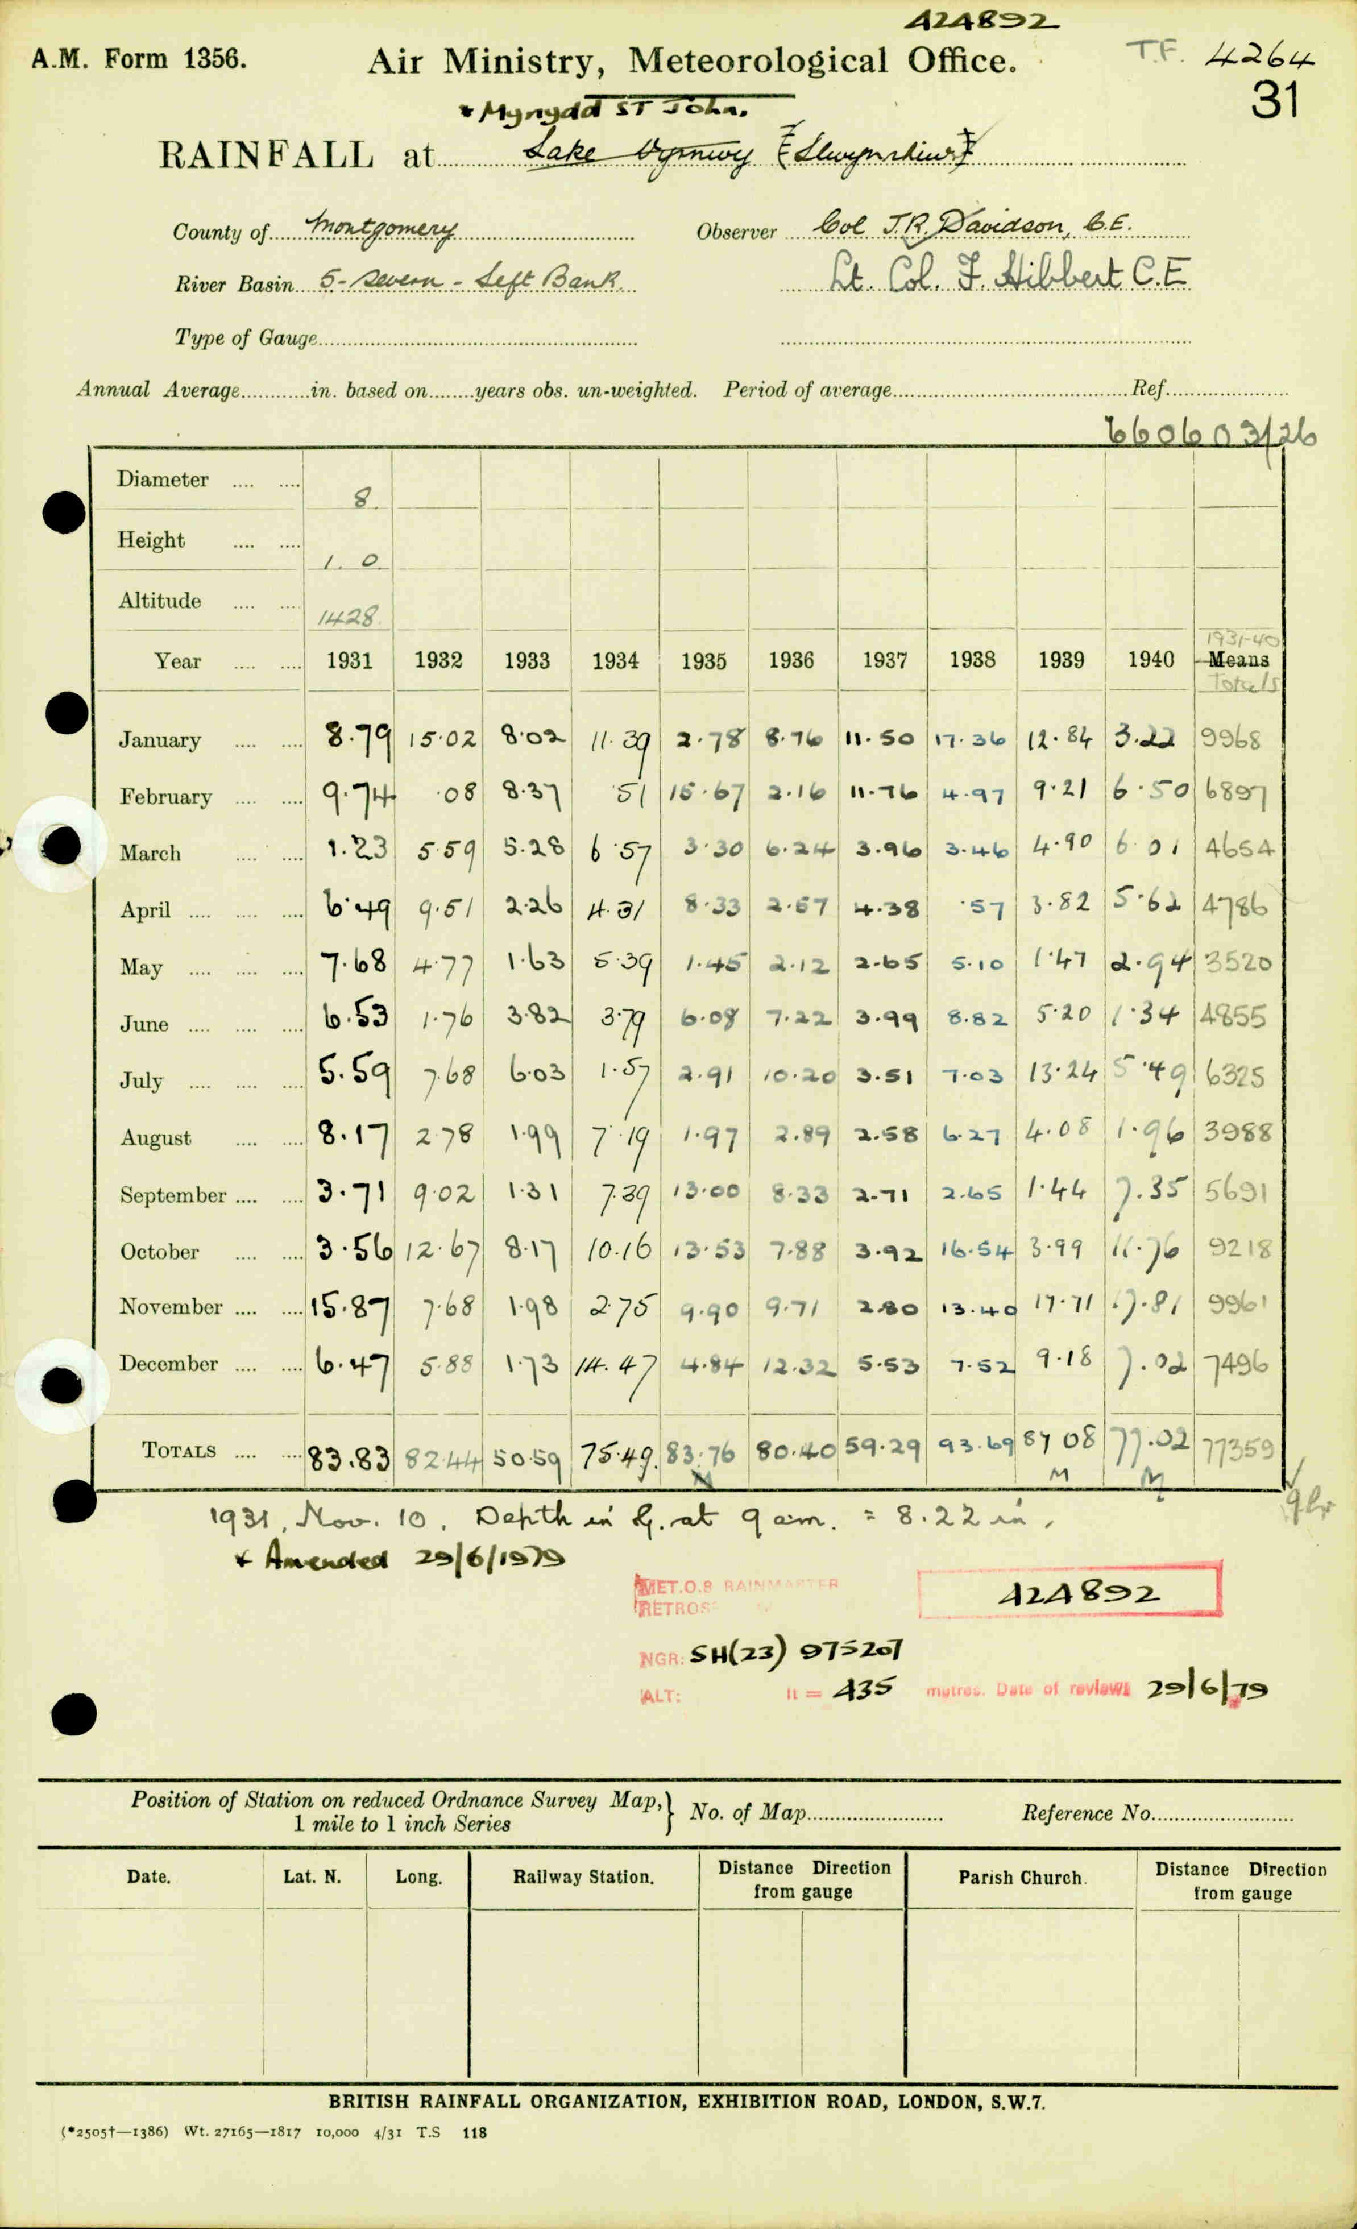 424892
A.M. Form 1356.
Air Ministry, Meteorological Office.
T.F. 4264
31
* Mynydd ST John.
RAINFALL at Lake Vyrnwy
County of Montgomery
Observer Col J.R. Davidson, C.E.
River Basin 5 - Severn - Left Bank.
Lt. Col. F. Hibbert C.E
Type of Gauge
Annual Average in. based on years obs. un-weighted. Period of average Ref.
660603/26
Diameter 8.
Height 1. 0.
Altitude 1428.
1931-40
Year 1931 1932 1933 1934 1935 1936 1937 1938 1939 1940 Means
Totals
January 8.79 15.02 8.02 11.39 2.78 8.76 11.50 17.36 12.84 3.22 9968
February 9.74 .08 8.37 .51 15.67 2.16 11.76 4.97 9.21 6.50 6897
March 1.23 5.59 5.28 6.57 3.30 6.24 3.96 3.46 4.90 6.01 4654
April 6.49 9.51 2.26 4.31 8.33 2.57 4.38 .57 3.82 5.62 4786
May 7.68 4.77 1.63 5.39 1.45 2.12 2.65 5.10 1.47 2.94 3520
June 6.53 1.76 3.82 3.79 6.08 7.22 3.99 8.82 5.20 1.34 4855
July 5.59 7.68 6.03 1.57 2.91 10.20 3.51 7.03 13.24 5.49 6325
August 8.17 2.78 1.99 7.19 1.97 2.89 2.58 6.27 4.08 1.96 3988
September 3.71 9.02 1.31 7.39 13.00 8.33 2.71 2.65 1.44 7.35 5691
October 3.56 12.67 8.17 10.16 13.53 7.88 3.92 16.54 3.99 11.76 9218
November 15.87 7.68 1.98 2.75 9.90 9.71 2.80 13.40 17.71 17.81 9961
December 6.47 5.88 1.73 14.47 4.84 12.32 5.53 7.52 9.18 7.02 7496
TOTALS 83.83 82.44 50.59 75.49 83.76 80.40 59.29 93.69 87.08 77.02 77359
M M M
1931, Nov. 10. Depth in G. at 9 a.m. = 8.22 in.
* Amended 29/6/1979
MET.O.8 RAINMASTER
424892
NGR: SH(23) 975207
ALT: ft = 435 metres. Date of review: 29/6/79
Position of Station on reduced Ordnance Survey Map, 1 mile to 1 inch Series } No. of Map Reference No.
Date. Lat. N. Long. Railway Station. Distance Direction from gauge Parish Church. Distance Direction from gauge
BRITISH RAINFALL ORGANIZATION, EXHIBITION ROAD, LONDON, S.W.7.
(*2505†—1386) Wt. 27165—1817 10,000 4/31 T.S 118